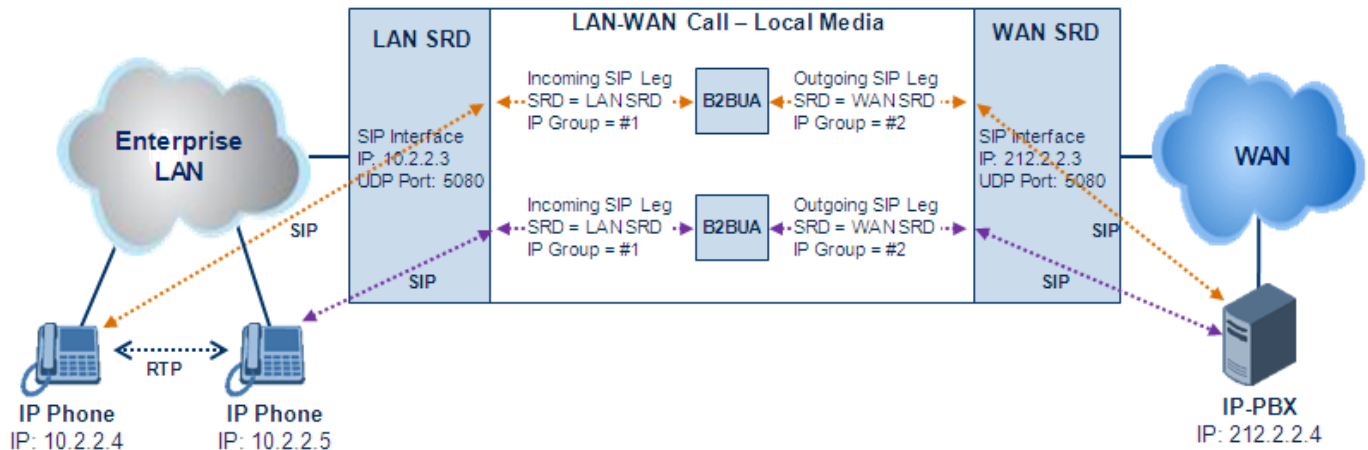 LAN-WAN Call – Local Media
LAN SRD
WAN SRD
Incoming SIP Leg
SRD = LAN SRD
IP Group = #1
B2BUA
Outgoing SIP Leg
SRD = WAN SRD
IP Group = #2
Enterprise
LAN
SIP Interface
IP: 10.2.2.3
UDP Port: 5080
SIP Interface
IP: 212.2.2.3
UDP Port: 5080
WAN
Incoming SIP Leg
SRD = LAN SRD
IP Group = #1
B2BUA
Outgoing SIP Leg
SRD = WAN SRD
IP Group = #2
SIP
SIP
SIP
SIP
RTP
IP Phone
IP: 10.2.2.4
IP Phone
IP: 10.2.2.5
IP-PBX
IP: 212.2.2.4